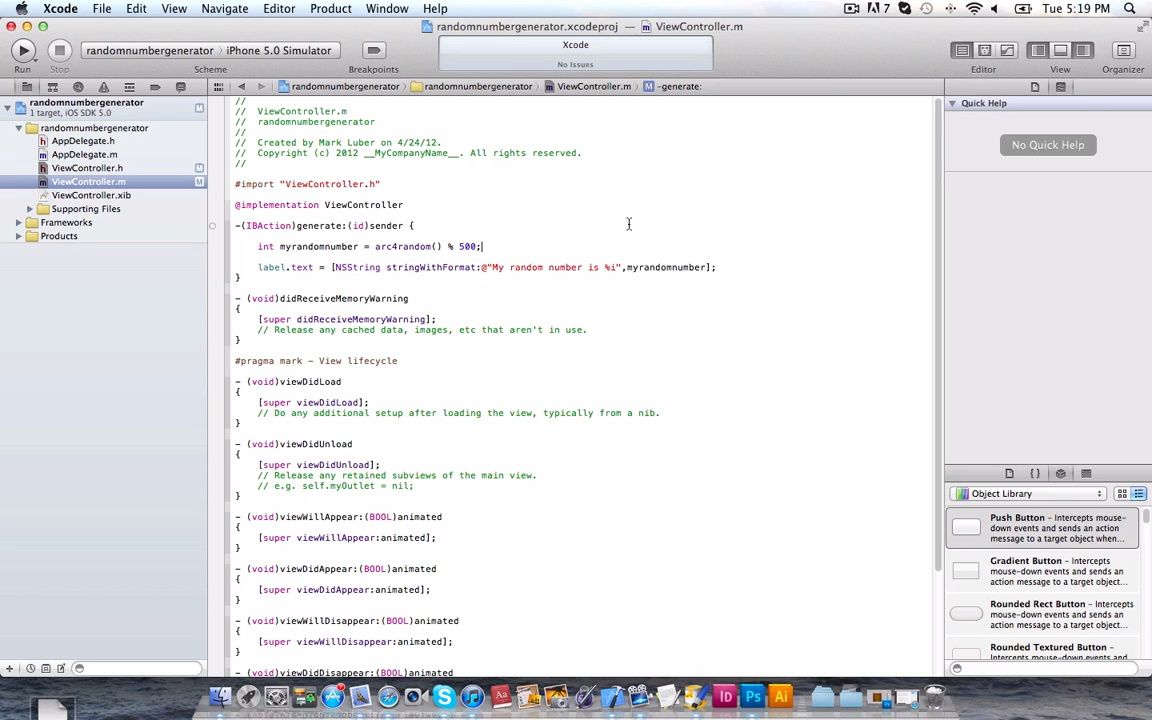 Xcode File Edit View Navigate Editor Product Window Help
7 Tue 5:19 PM
randomnumbergenerator.xcodeproj — ViewController.m
randomnumbergenerator › iPhone 5.0 Simulator
Xcode
No Issues
Run Stop Scheme Breakpoints Editor View Organizer
randomnumbergenerator randomnumbergenerator ViewController.m M -generate:
randomnumbergenerator M
1 target, iOS SDK 5.0
randomnumbergenerator
AppDelegate.h
AppDelegate.m
ViewController.h M
ViewController.m M
ViewController.xib
Supporting Files
Frameworks
Products
//
// ViewController.m
// randomnumbergenerator
//
// Created by Mark Luber on 4/24/12.
// Copyright (c) 2012 __MyCompanyName__. All rights reserved.
//
#import "ViewController.h"
@implementation ViewController
-(IBAction)generate:(id)sender {
int myrandomnumber = arc4random() % 500;
label.text = [NSString stringWithFormat:@"My random number is %i",myrandomnumber];
}
- (void)didReceiveMemoryWarning
{
[super didReceiveMemoryWarning];
// Release any cached data, images, etc that aren't in use.
}
#pragma mark - View lifecycle
- (void)viewDidLoad
{
[super viewDidLoad];
// Do any additional setup after loading the view, typically from a nib.
}
- (void)viewDidUnload
{
[super viewDidUnload];
// Release any retained subviews of the main view.
// e.g. self.myOutlet = nil;
}
- (void)viewWillAppear:(BOOL)animated
{
[super viewWillAppear:animated];
}
- (void)viewDidAppear:(BOOL)animated
{
[super viewDidAppear:animated];
}
- (void)viewWillDisappear:(BOOL)animated
{
[super viewWillDisappear:animated];
}
- (void)viewDidDisappear:(BOOL)animated
Quick Help
No Quick Help
{ }
Object Library
Push Button - Intercepts mouse-
down events and sends an action
message to a target object when...
Gradient Button - Intercepts
mouse-down events and sends an
action message to a target object...
Rounded Rect Button - Intercepts
mouse-down events and sends an
action message to a target object...
Rounded Textured Button -
Intercepts mouse-down events and
Aa ID Ps Ai